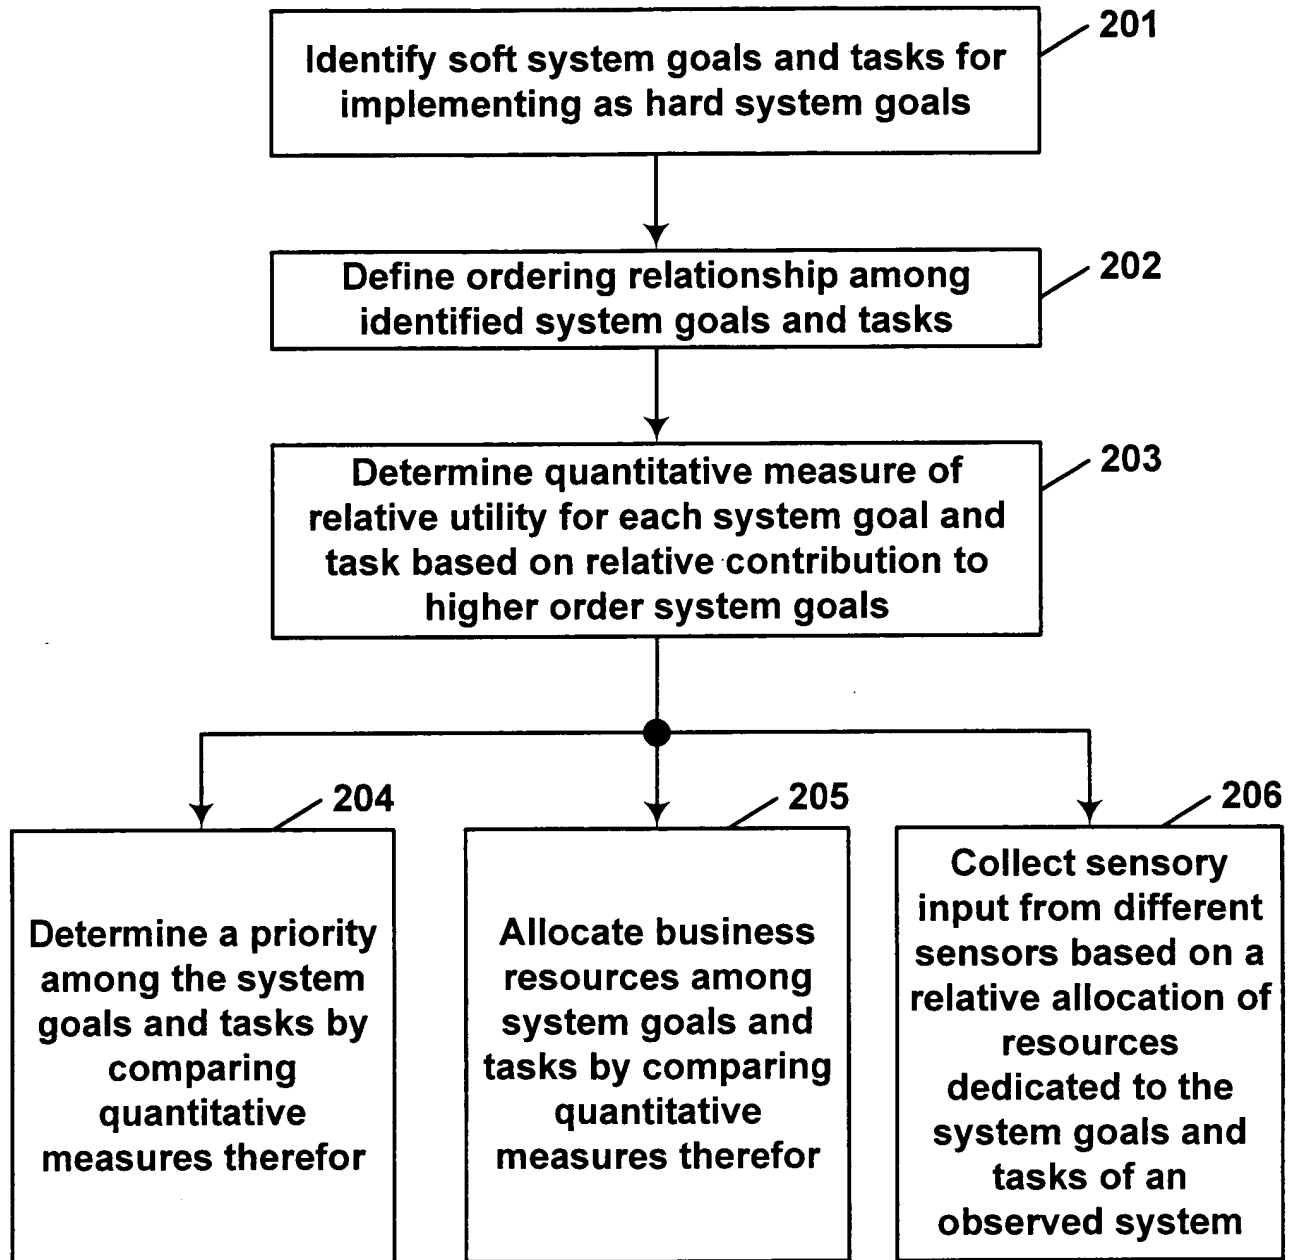 201
Identify soft system goals and tasks for
implementing as hard system goals
202
Define ordering relationship among
identified system goals and tasks
203
Determine quantitative measure of
relative utility for each system goal and
task based on relative contribution to
higher order system goals
204
Determine a priority
among the system
goals and tasks by
comparing
quantitative
measures therefor
205
Allocate business
resources among
system goals and
tasks by comparing
quantitative
measures therefor
206
Collect sensory
input from different
sensors based on a
relative allocation of
resources
dedicated to the
system goals and
tasks of an
observed system